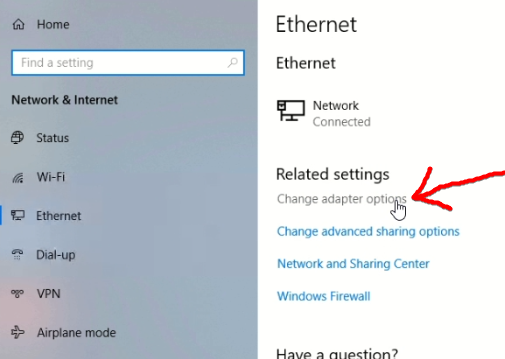 Home
Find a setting
Network & Internet
Status
Wi-Fi
Ethernet
Dial-up
VPN
Airplane mode
Ethernet
Ethernet
Network
Connected
Related settings
Change adapter options
Change advanced sharing options
Network and Sharing Center
Windows Firewall
Have a question?